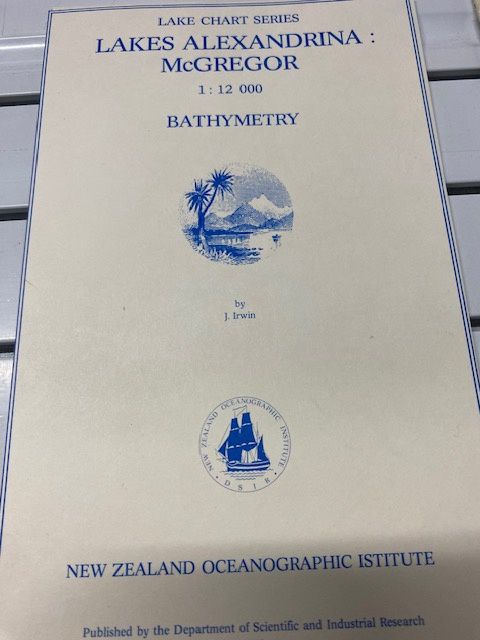 LAKE CHART SERIES
LAKES ALEXANDRINA :
McGREGOR
1 : 12 000
BATHYMETRY
by
J. Irwin
NEW ZEALAND OCEANOGRAPHIC INSTITUTE
· DSIR ·
NEW ZEALAND OCEANOGRAPHIC ISTITUTE
Published by the Department of Scientific and Industrial Research